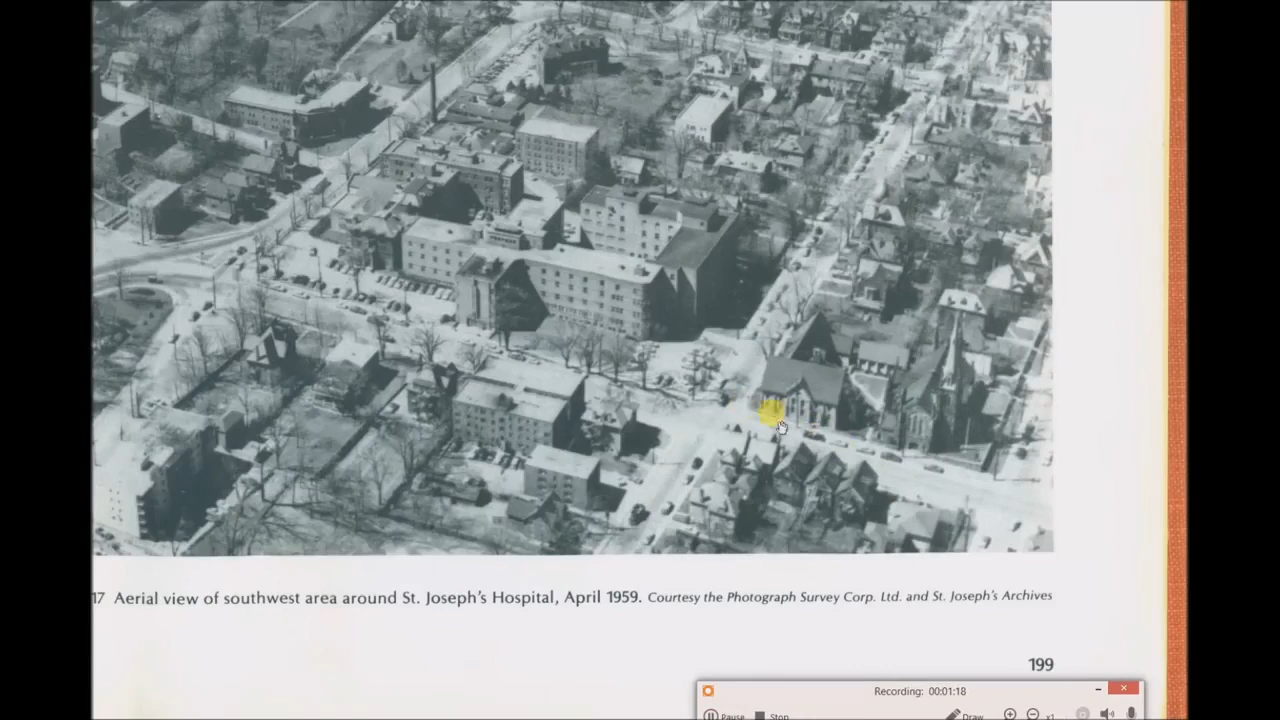 17 Aerial view of southwest area around St. Joseph's Hospital, April 1959. Courtesy the Photograph Survey Corp. Ltd. and St. Joseph's Archives
199
Recording: 00:01:18
Pause Stop Draw x1